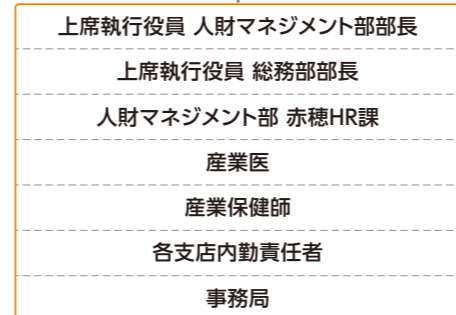 上席執行役員 人財マネジメント部部長
上席執行役員 総務部部長
人財マネジメント部 赤穂HR課
産業医
産業保健師
各支店内勤責任者
事務局